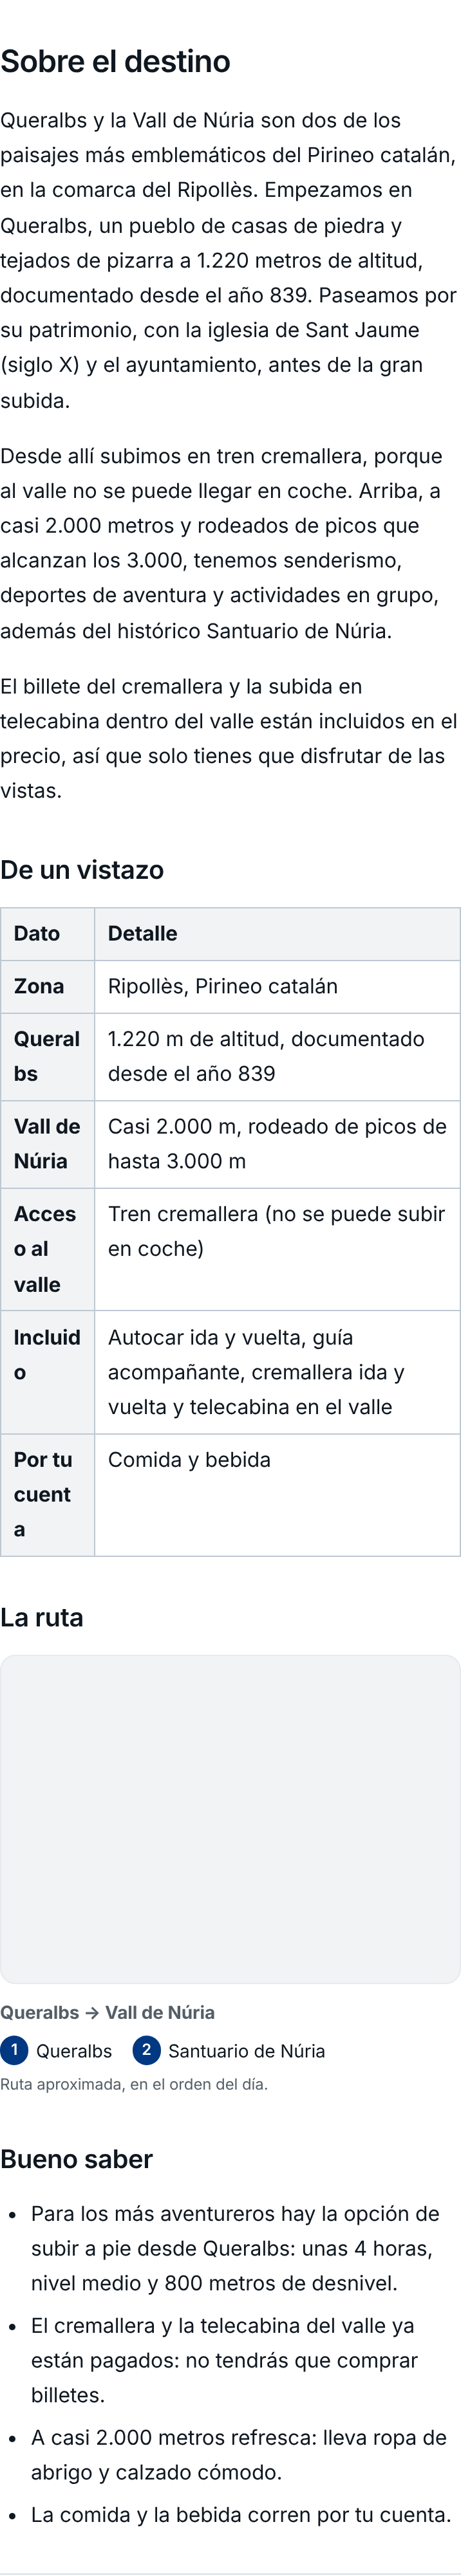 Sobre el destino
Queralbs y la Vall de Núria son dos de los
paisajes más emblemáticos del Pirineo catalán,
en la comarca del Ripollès. Empezamos en
Queralbs, un pueblo de casas de piedra y
tejados de pizarra a 1.220 metros de altitud,
documentado desde el año 839. Paseamos por
su patrimonio, con la iglesia de Sant Jaume
(siglo X) y el ayuntamiento, antes de la gran
subida.
Desde allí subimos en tren cremallera, porque
al valle no se puede llegar en coche. Arriba, a
casi 2.000 metros y rodeados de picos que
alcanzan los 3.000, tenemos senderismo,
deportes de aventura y actividades en grupo,
además del histórico Santuario de Núria.
El billete del cremallera y la subida en
telecabina dentro del valle están incluidos en el
precio, así que solo tienes que disfrutar de las
vistas.
De un vistazo
Dato Detalle
Zona Ripollès, Pirineo catalán
Queral
bs
1.220 m de altitud, documentado
desde el año 839
Vall de
Núria
Casi 2.000 m, rodeado de picos de
hasta 3.000 m
Acces
o al
valle
Tren cremallera (no se puede subir
en coche)
Incluid
o
Autocar ida y vuelta, guía
acompañante, cremallera ida y
vuelta y telecabina en el valle
Por tu
cuent
a
Comida y bebida
La ruta
Queralbs → Vall de Núria
1 Queralbs 2 Santuario de Núria
Ruta aproximada, en el orden del día.
Bueno saber
• Para los más aventureros hay la opción de
subir a pie desde Queralbs: unas 4 horas,
nivel medio y 800 metros de desnivel.
• El cremallera y la telecabina del valle ya
están pagados: no tendrás que comprar
billetes.
• A casi 2.000 metros refresca: lleva ropa de
abrigo y calzado cómodo.
• La comida y la bebida corren por tu cuenta.